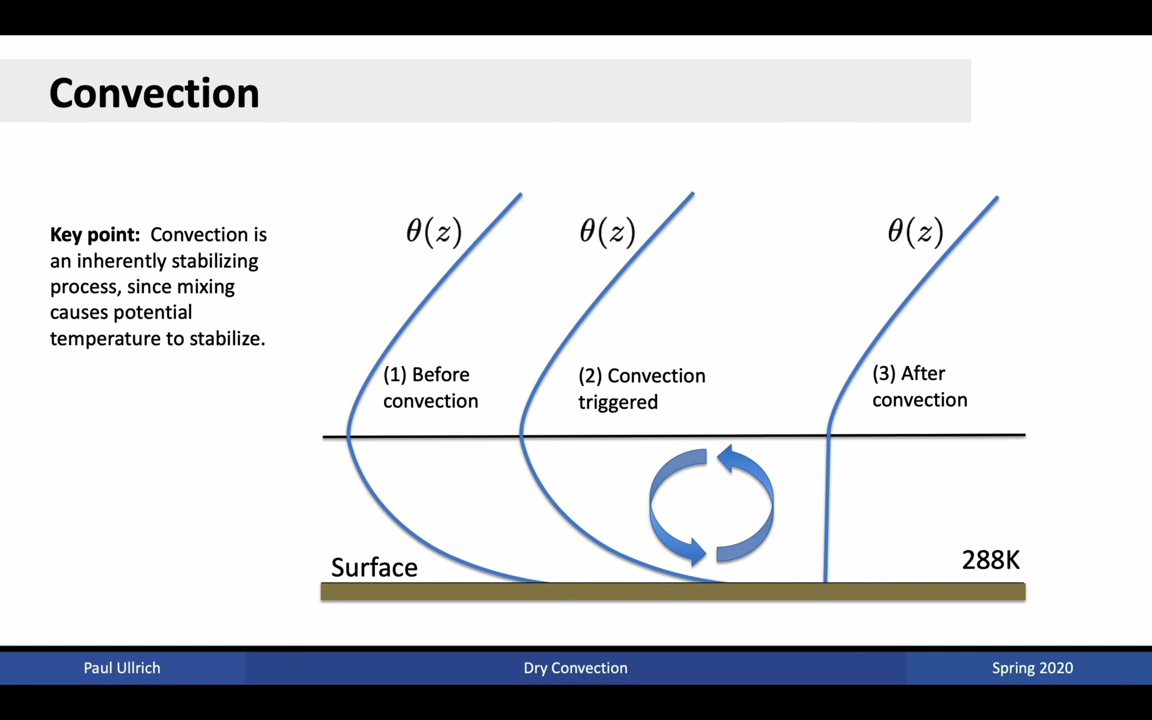 Convection
Key point: Convection is
an inherently stabilizing
process, since mixing
causes potential
temperature to stabilize.
θ(z)
θ(z)
θ(z)
(1) Before
convection
(2) Convection
triggered
(3) After
convection
Surface
288K
Paul Ullrich
Dry Convection
Spring 2020